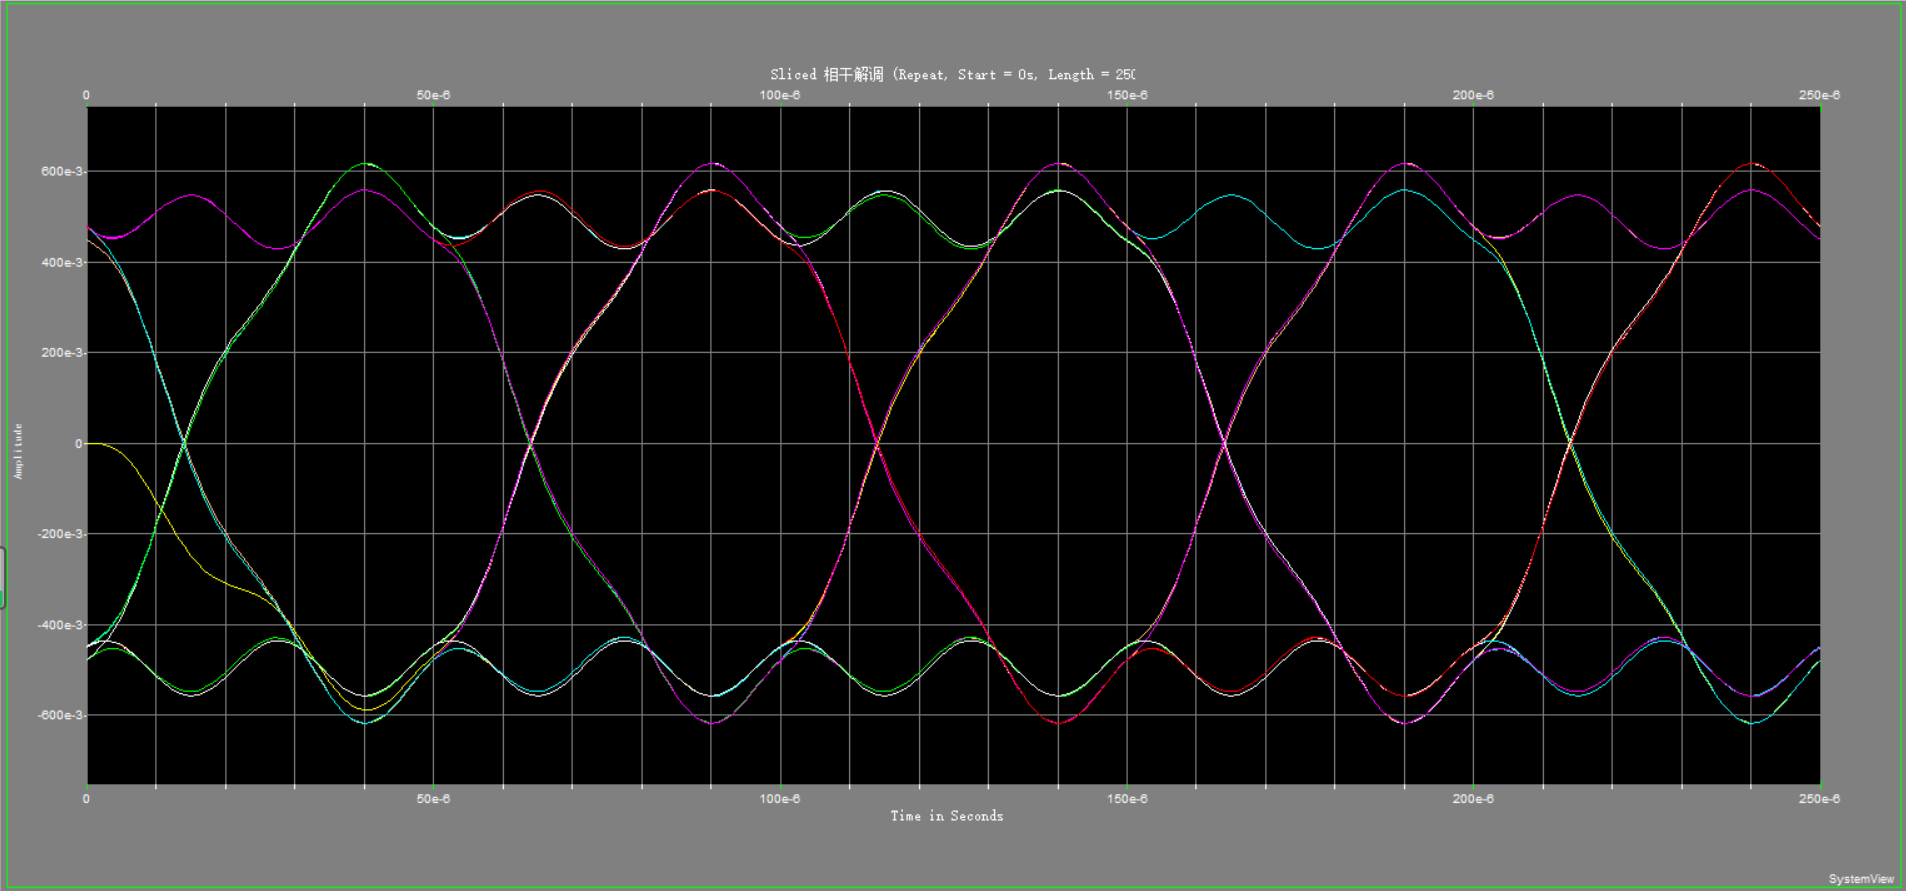 Sliced 相干解调 (Repeat, Start = 0s, Length = 250
0 50e-6 100e-6 150e-6 200e-6 250e-6
600e-3
400e-3
200e-3
0
-200e-3
-400e-3
-600e-3
Amplitude
0 50e-6 100e-6 150e-6 200e-6 250e-6
Time in Seconds
SystemView